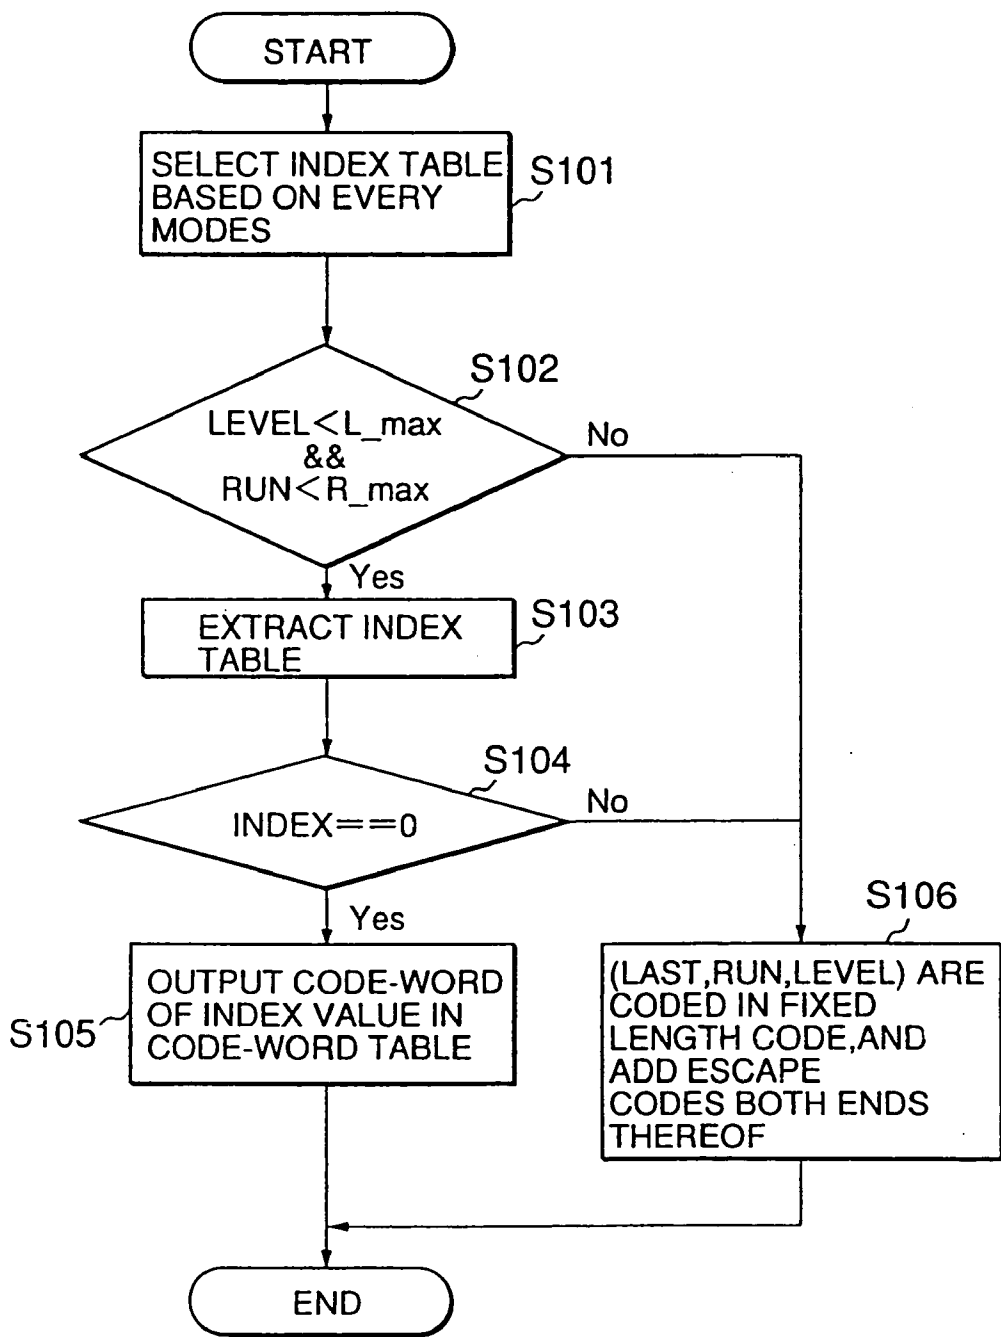 START
SELECT INDEX TABLE
BASED ON EVERY
MODES
S101
S102
LEVEL<L_max
&&
RUN<R_max
No
Yes
EXTRACT INDEX
TABLE
S103
S104
INDEX==0
No
Yes
OUTPUT CODE-WORD
OF INDEX VALUE IN
CODE-WORD TABLE
S105
S106
(LAST,RUN,LEVEL) ARE
CODED IN FIXED
LENGTH CODE,AND
ADD ESCAPE
CODES BOTH ENDS
THEREOF
END